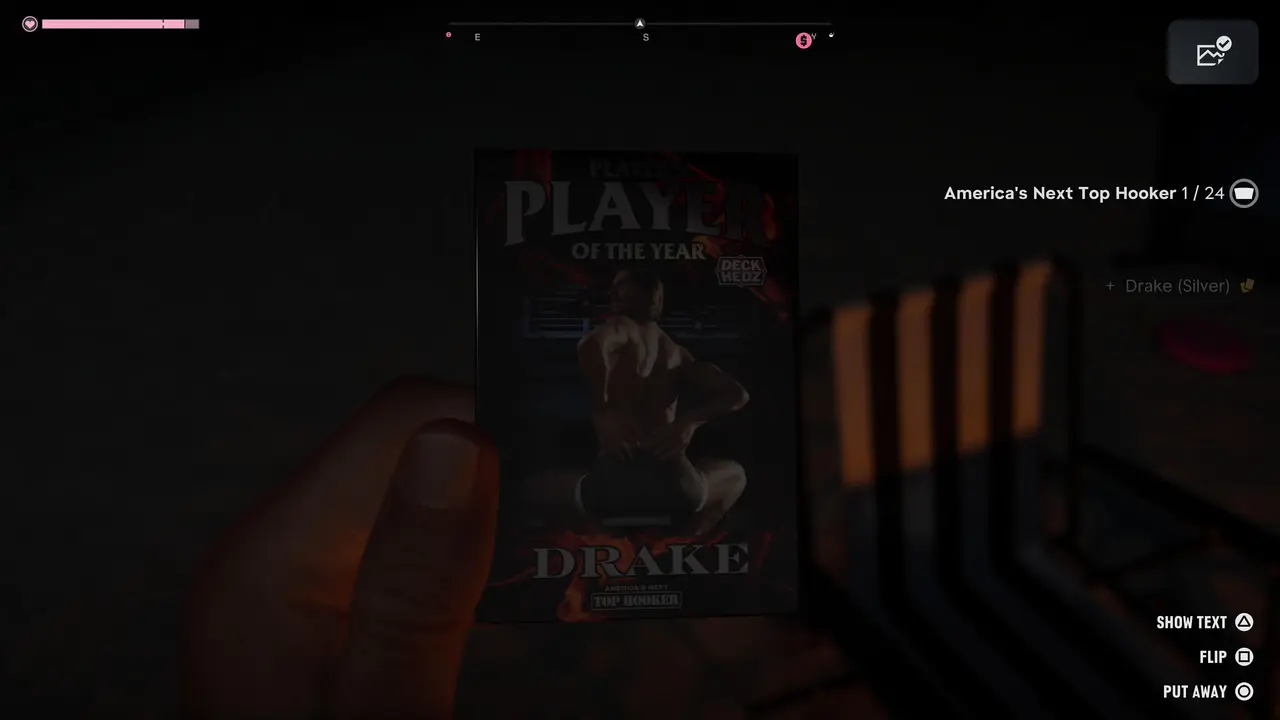 E
S
$
America's Next Top Hooker 1 / 24
+ Drake (Silver)
PLAYER
OF THE YEAR
DECK
HEDZ
DRAKE
AMERICA'S NEXT
TOP HOOKER
SHOW TEXT
FLIP
PUT AWAY